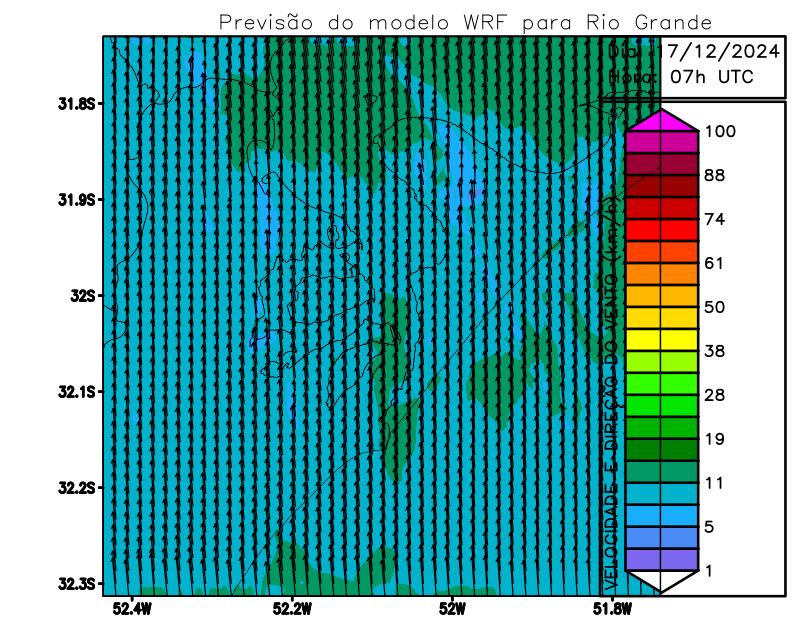 Previsão do modelo WRF para Rio Grande
Dia: 17/12/2024
Hora: 07h UTC
31.8S
31.9S
32S
32.1S
32.2S
32.3S
52.4W
52.2W
52W
51.8W
VELOCIDADE E DIREÇÃO DO VENTO (km/h)
100
88
74
61
50
38
28
19
11
5
1